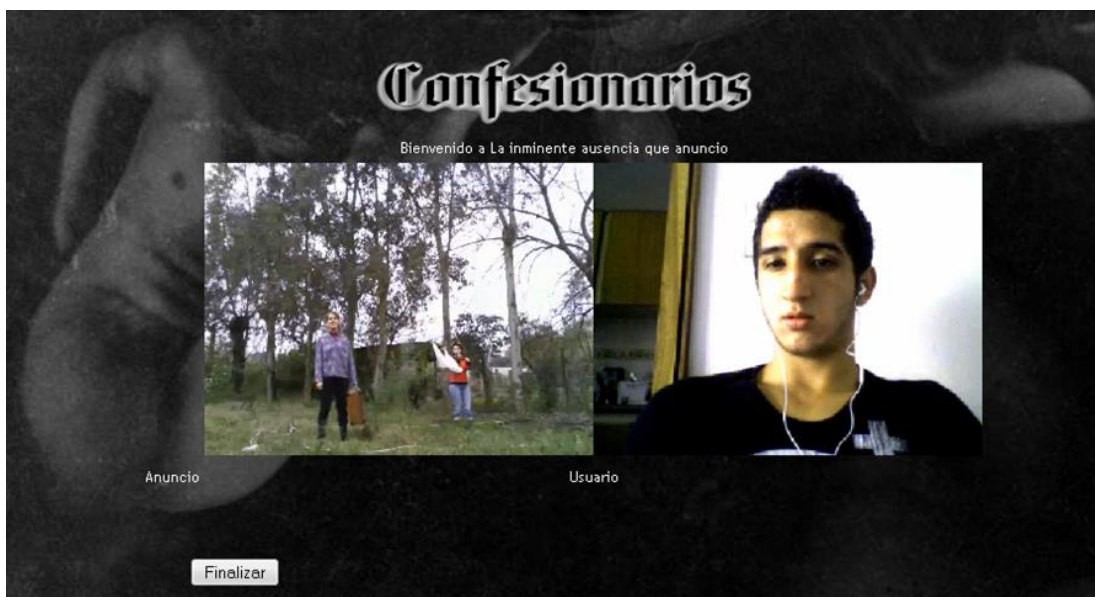 Confesionarios
Bienvenido a La inminente ausencia que anuncio
Anuncio
Usuario
Finalizar